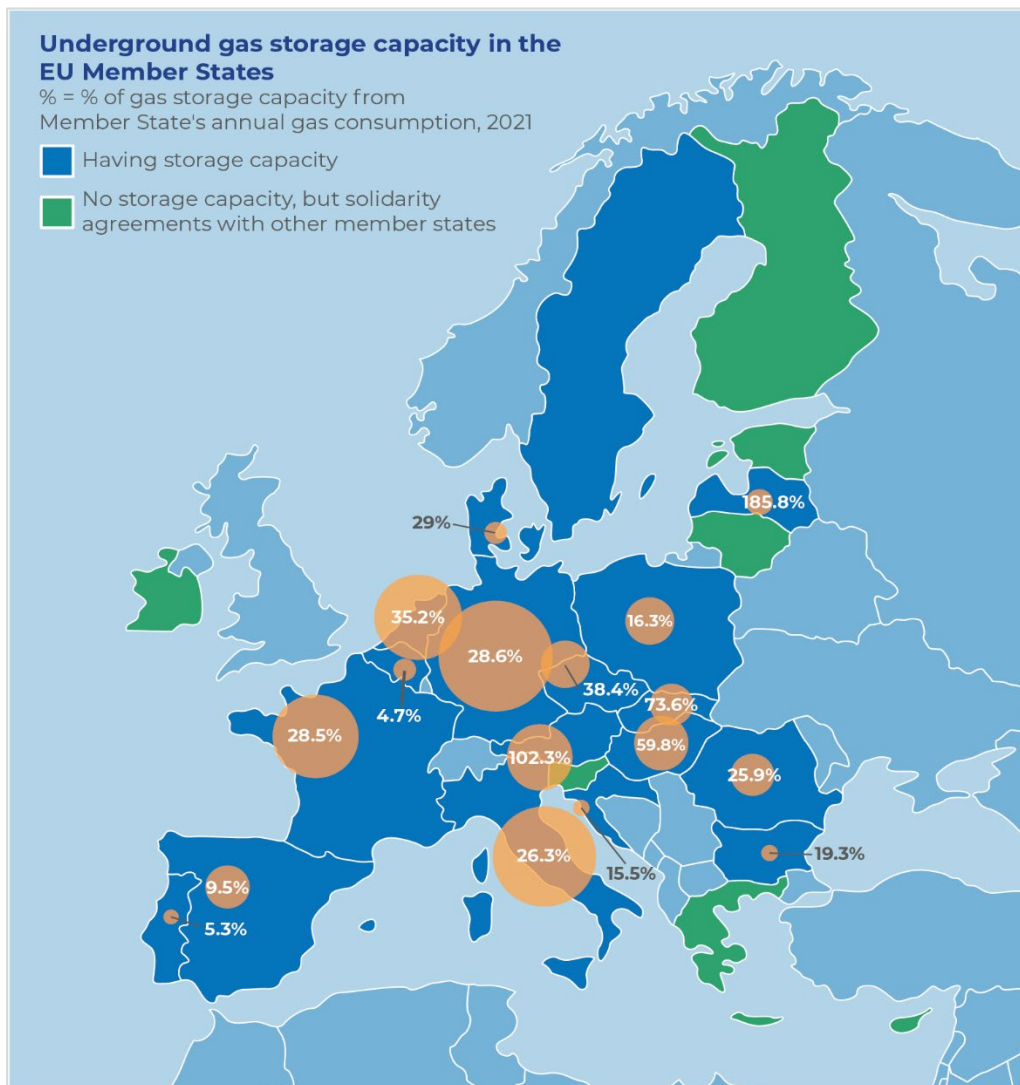 Underground gas storage capacity in the
EU Member States
% = % of gas storage capacity from
Member State's annual gas consumption, 2021
Having storage capacity
No storage capacity, but solidarity
agreements with other member states
185.8%
29%
35.2%
16.3%
28.6%
38.4%
4.7%
73.6%
28.5%
59.8%
102.3%
25.9%
26.3%
15.5%
19.3%
9.5%
5.3%